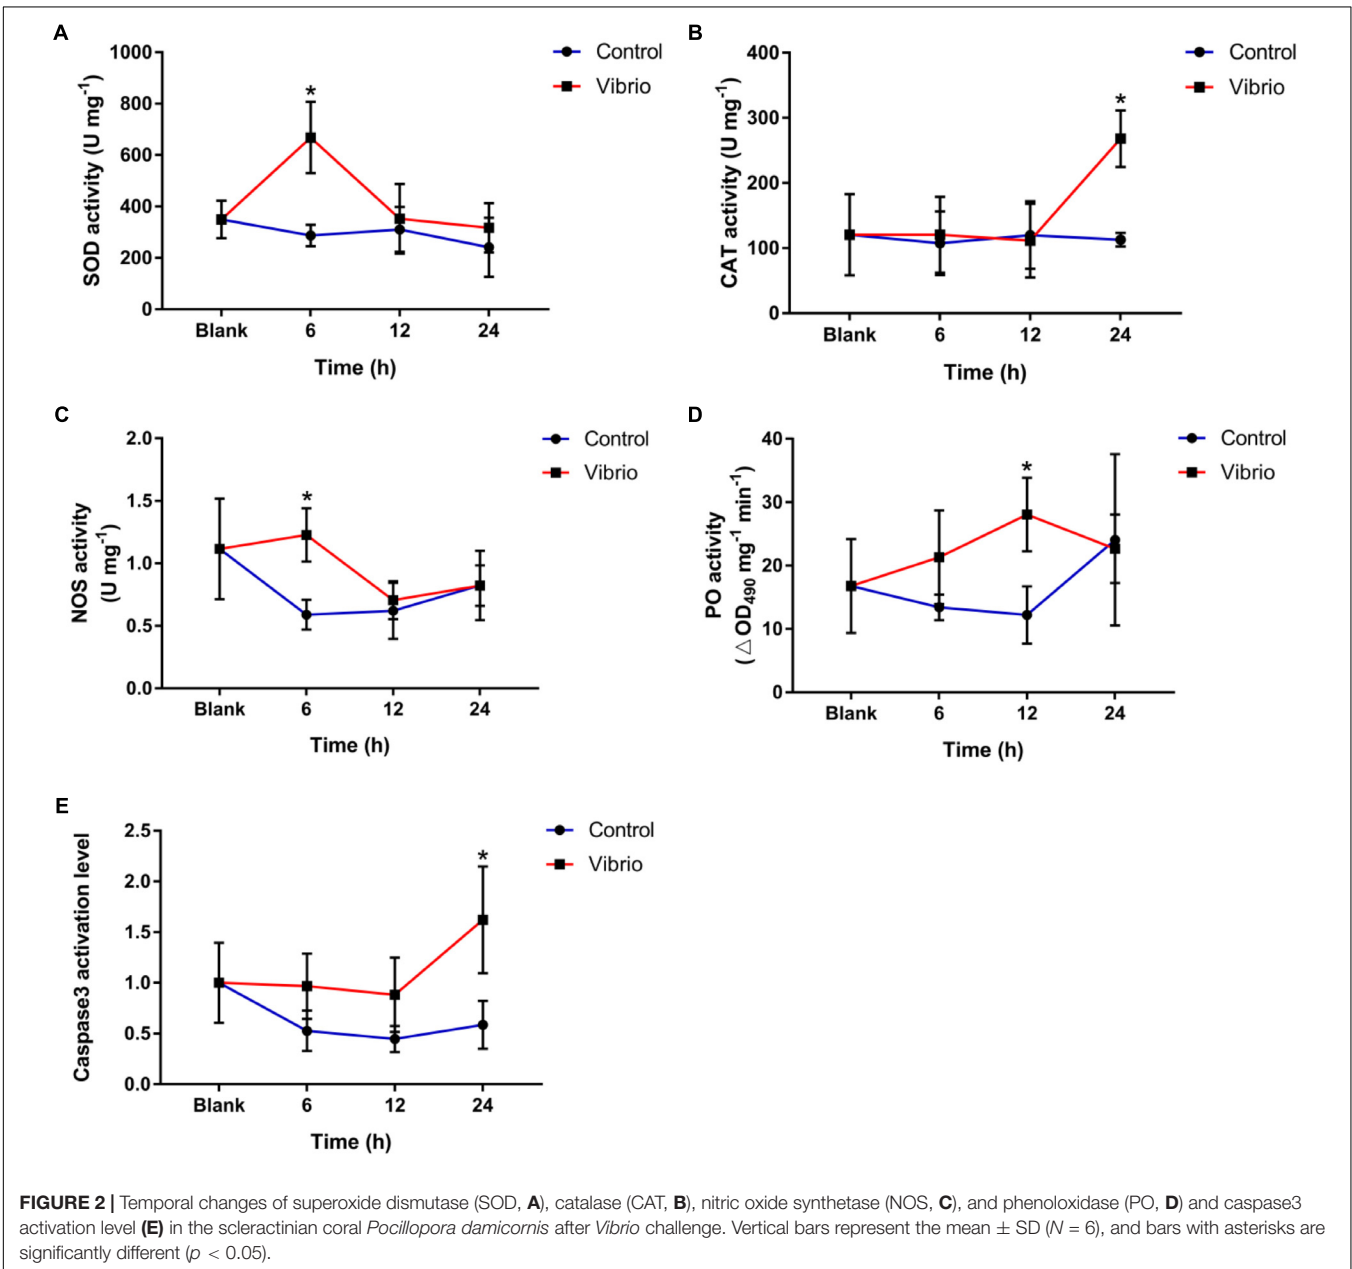 A
1000
800
600
400
200
0
SOD activity (U mg-1)
*
Blank 6 12 24
Time (h)
Control
Vibrio
B
400
300
200
100
0
CAT activity (U mg-1)
*
Blank 6 12 24
Time (h)
Control
Vibrio
C
2.0
1.5
1.0
0.5
0.0
NOS activity
(U mg-1)
*
Blank 6 12 24
Time (h)
Control
Vibrio
D
40
30
20
10
0
PO activity
(△OD490 mg-1 min-1)
*
Blank 6 12 24
Time (h)
Control
Vibrio
E
2.5
2.0
1.5
1.0
0.5
0.0
Caspase3 activation level
*
Blank 6 12 24
Time (h)
Control
Vibrio
FIGURE 2 | Temporal changes of superoxide dismutase (SOD, A), catalase (CAT, B), nitric oxide synthetase (NOS, C), and phenoloxidase (PO, D) and caspase3
activation level (E) in the scleractinian coral Pocillopora damicornis after Vibrio challenge. Vertical bars represent the mean ± SD (N = 6), and bars with asterisks are
significantly different (p < 0.05).